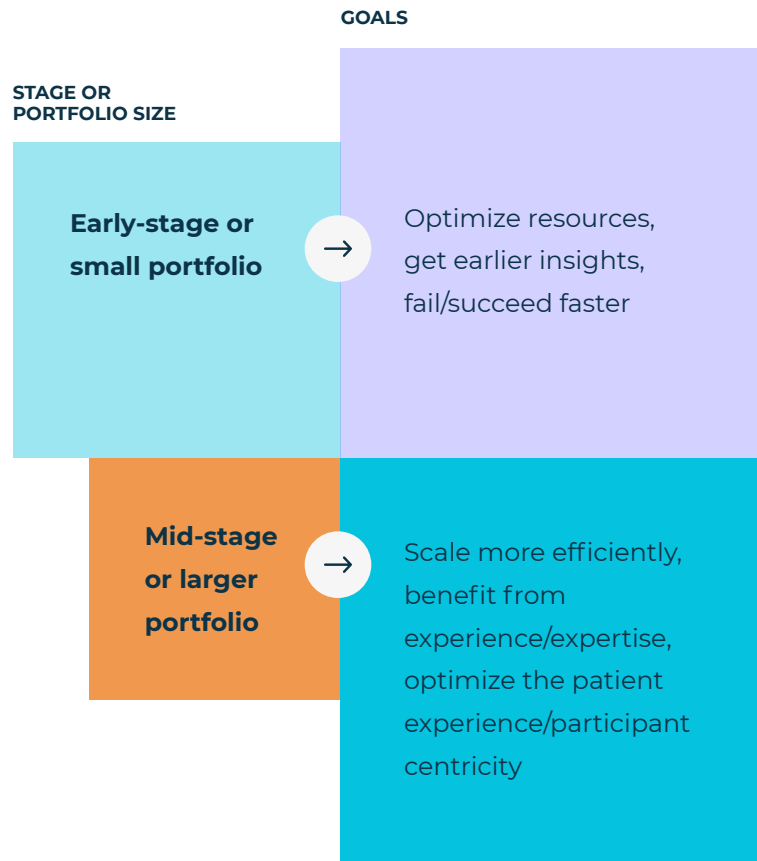 GOALS
STAGE OR
PORTFOLIO SIZE
Early-stage or
small portfolio
Optimize resources,
get earlier insights,
fail/succeed faster
Mid-stage
or larger
portfolio
Scale more efficiently,
benefit from
experience/expertise,
optimize the patient
experience/participant
centricity